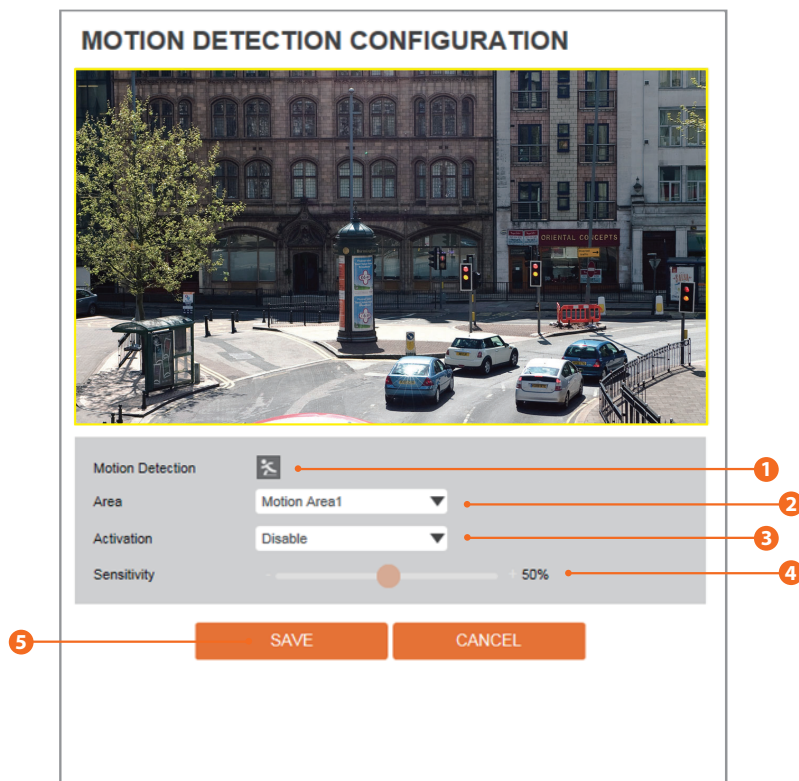 MOTION DETECTION CONFIGURATION
ORIENTAL CONCEPTS
Motion Detection
1
Area
Motion Area1
2
Activation
Disable
3
Sensitivity
- + 50%
4
5
SAVE
CANCEL